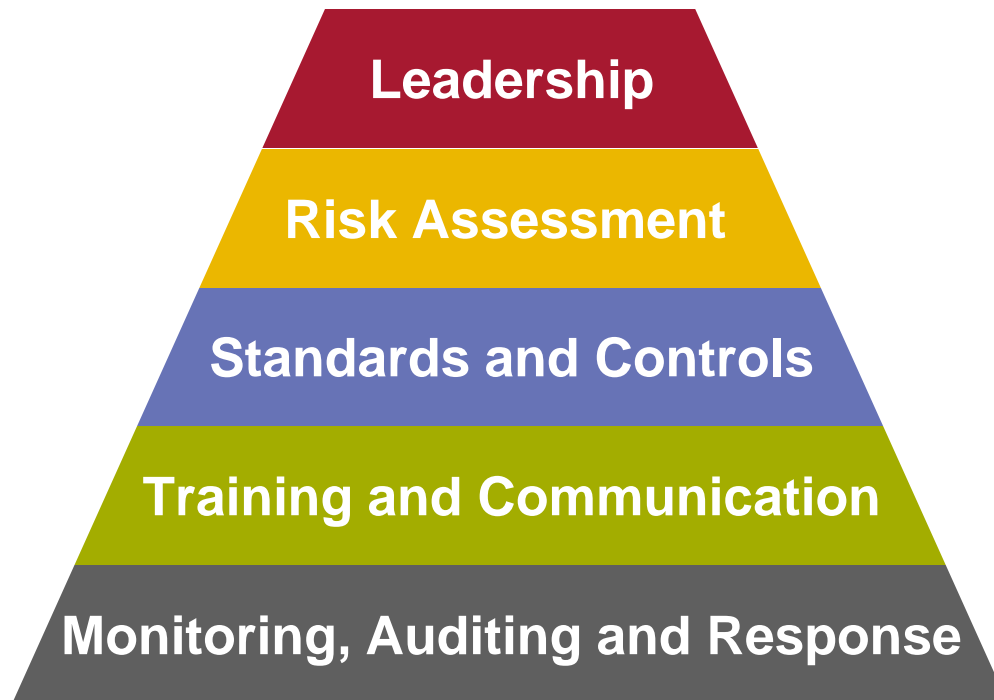 Leadership
Risk Assessment
Standards and Controls
Training and Communication
Monitoring, Auditing and Response